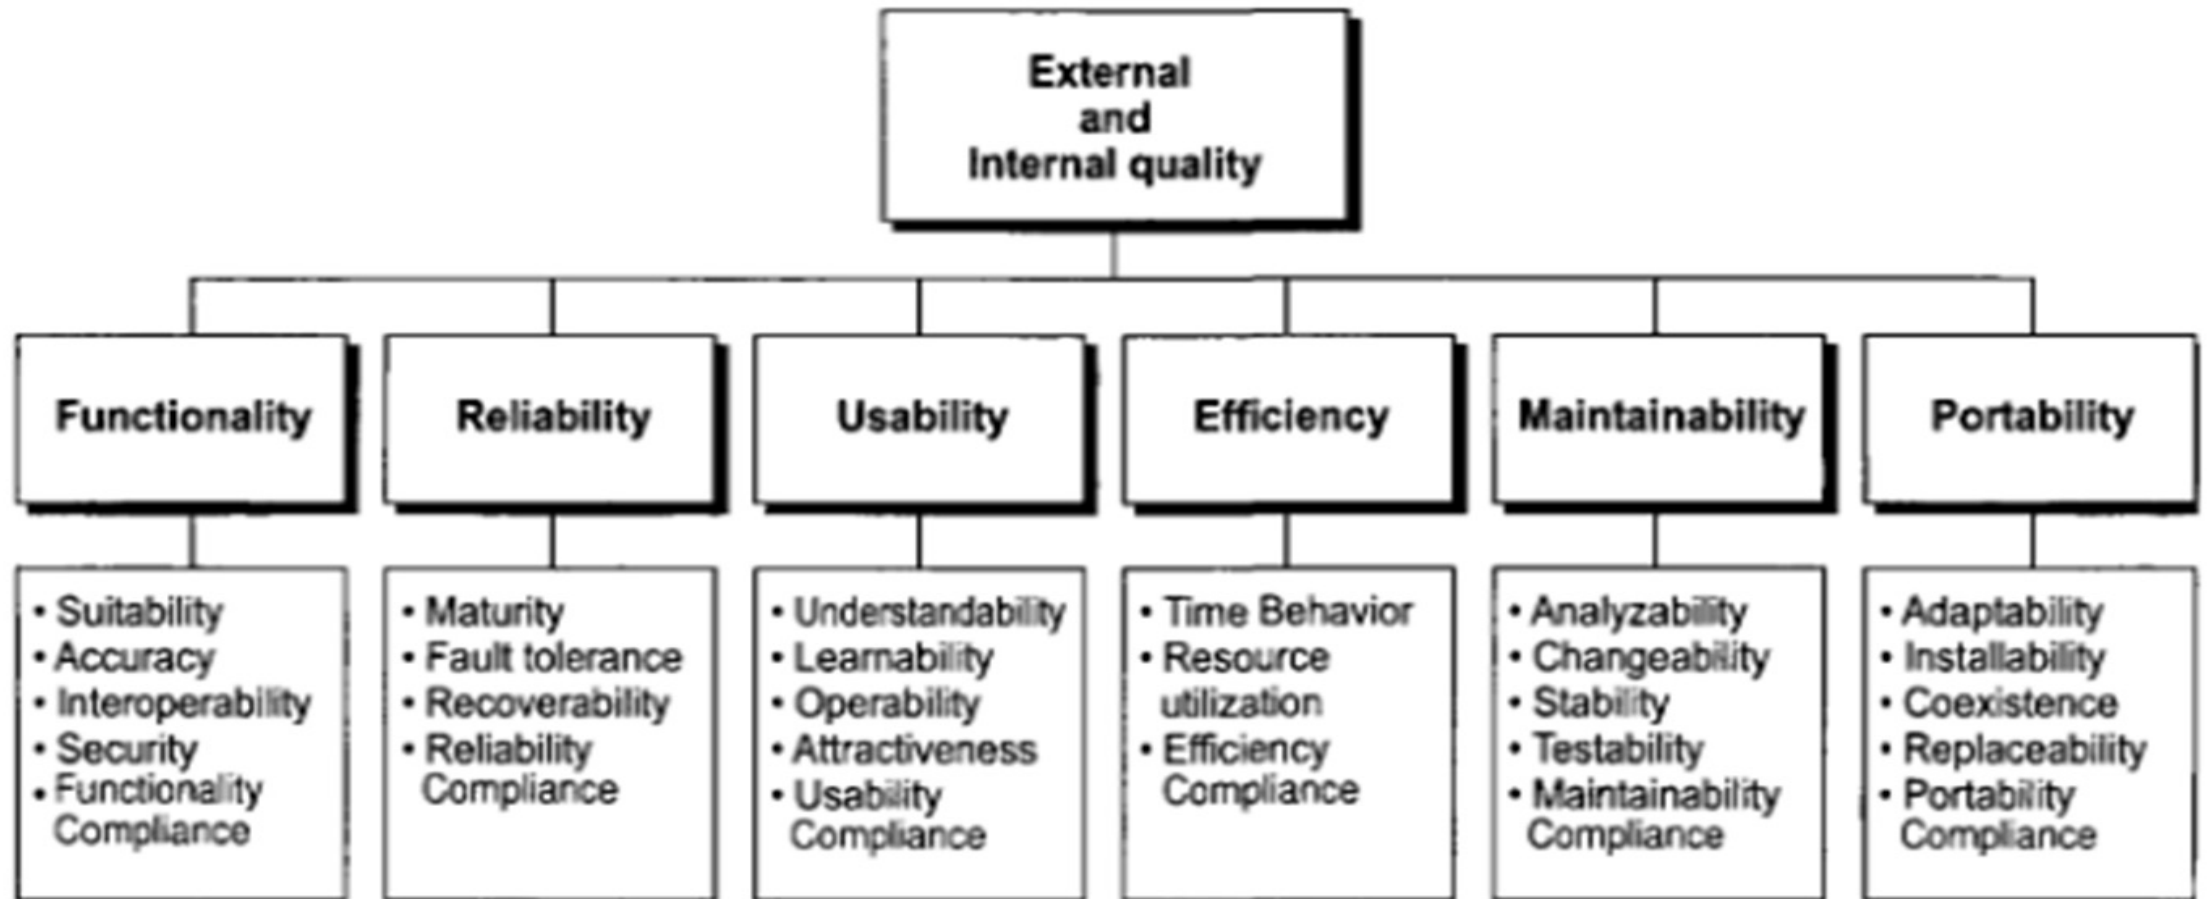 External
and
Internal quality
Functionality
Reliability
Usability
Efficiency
Maintainability
Portability
• Suitability
• Accuracy
• Interoperability
• Security
• Functionality
Compliance
• Maturity
• Fault tolerance
• Recoverability
• Reliability
Compliance
• Understandability
• Learnability
• Operability
• Attractiveness
• Usability
Compliance
• Time Behavior
• Resource
utilization
• Efficiency
Compliance
• Analyzability
• Changeability
• Stability
• Testability
• Maintainability
Compliance
• Adaptability
• Installability
• Coexistence
• Replaceability
• Portability
Compliance